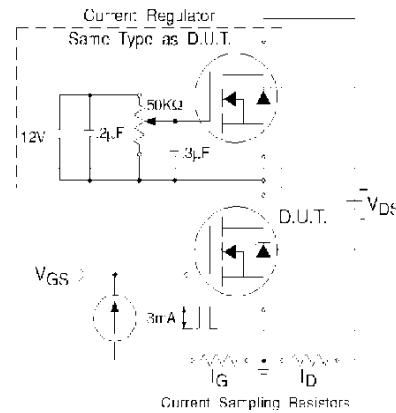 Current Regulator
Same Type as D.U.T.
50KΩ
12V
.2µF
.3µF
D.U.T.
VDS
VGS
3mA
IG
ID
Current Sampling Resistors